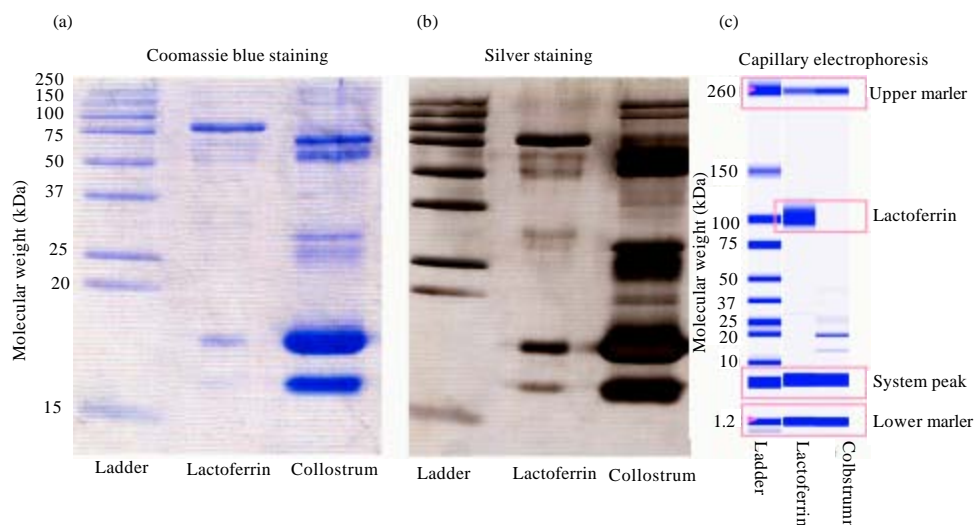 (a)
Coomassie blue staining
Molecular weight (kDa)
250
150
100
75
50
37
25
20
15
Ladder Lactoferrin Collostrum
(b)
Silver staining
Ladder Lactoferrin Collostrum
(c)
Capillary electrophoresis
Molecular weight (kDa)
260
150
100
75
50
37
25
20
10
1.2
Upper marler
Lactoferrin
System peak
Lower marler
Ladder
Lactoferrin
Colbstrumr